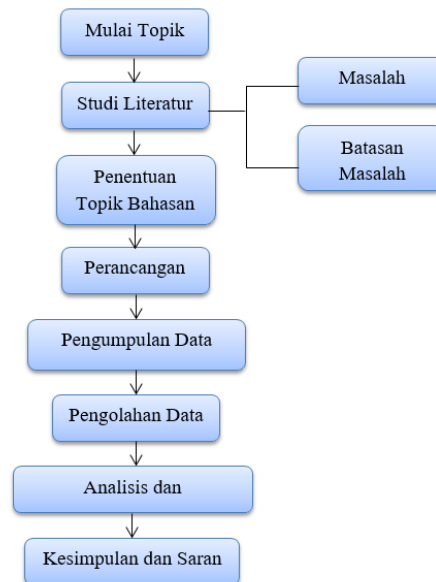 Mulai Topik
Studi Literatur
Masalah
Batasan
Masalah
Penentuan
Topik Bahasan
Perancangan
Pengumpulan Data
Pengolahan Data
Analisis dan
Kesimpulan dan Saran